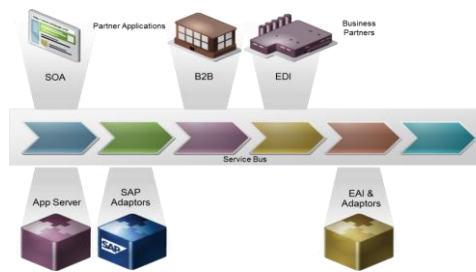 Partner Applications
Business
Partners
SOA
B2B
EDI
Service Bus
App Server
SAP
Adaptors
EAI &
Adaptors
SAP